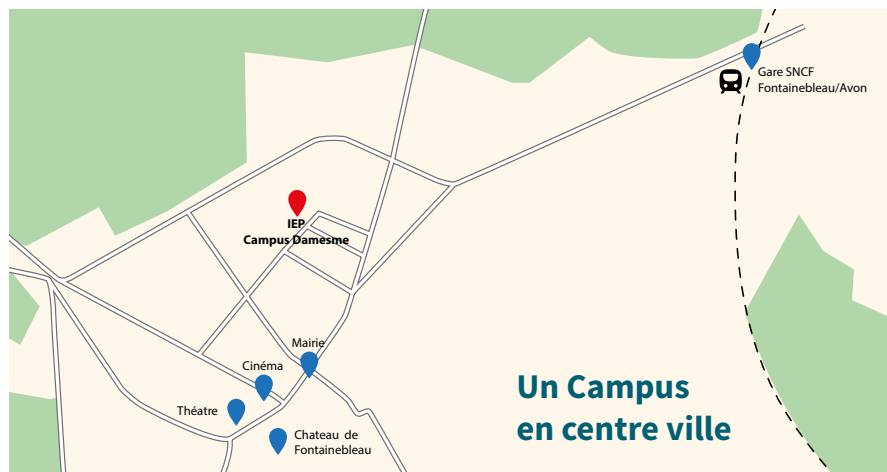 Gare SNCF
Fontainebleau/Avon
IEP
Campus Damesme
Mairie
Cinéma
Théatre
Chateau de
Fontainebleau
Un Campus
en centre ville